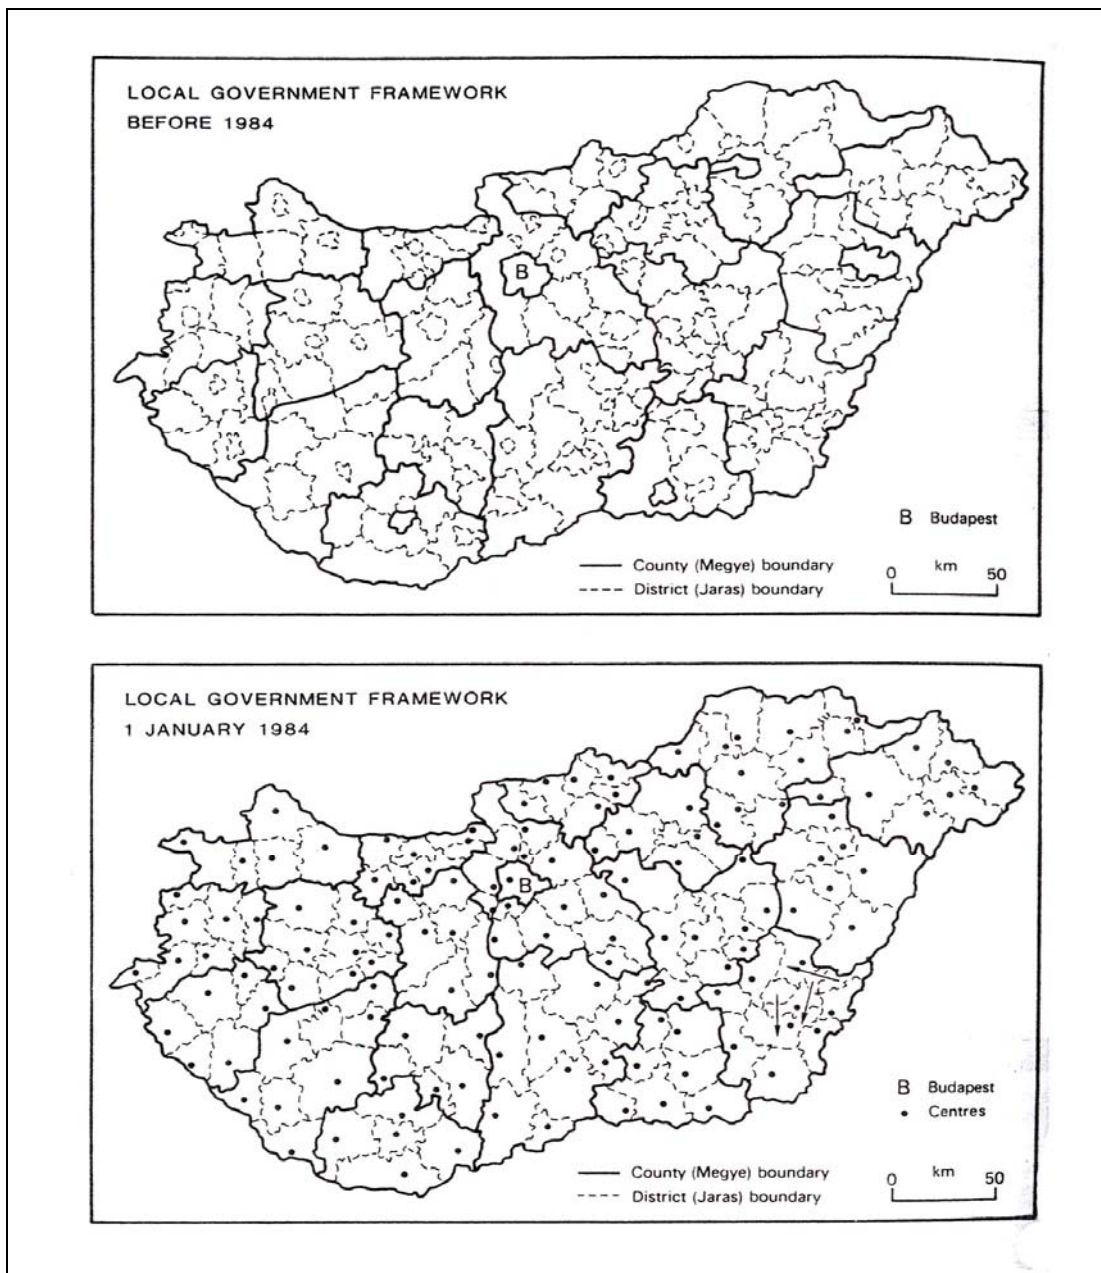 LOCAL GOVERNMENT FRAMEWORK
BEFORE 1984
B
B Budapest
County (Megye) boundary
District (Jaras) boundary
km
0 50
LOCAL GOVERNMENT FRAMEWORK
1 JANUARY 1984
B
B Budapest
Centres
County (Megye) boundary
District (Jaras) boundary
km
0 50